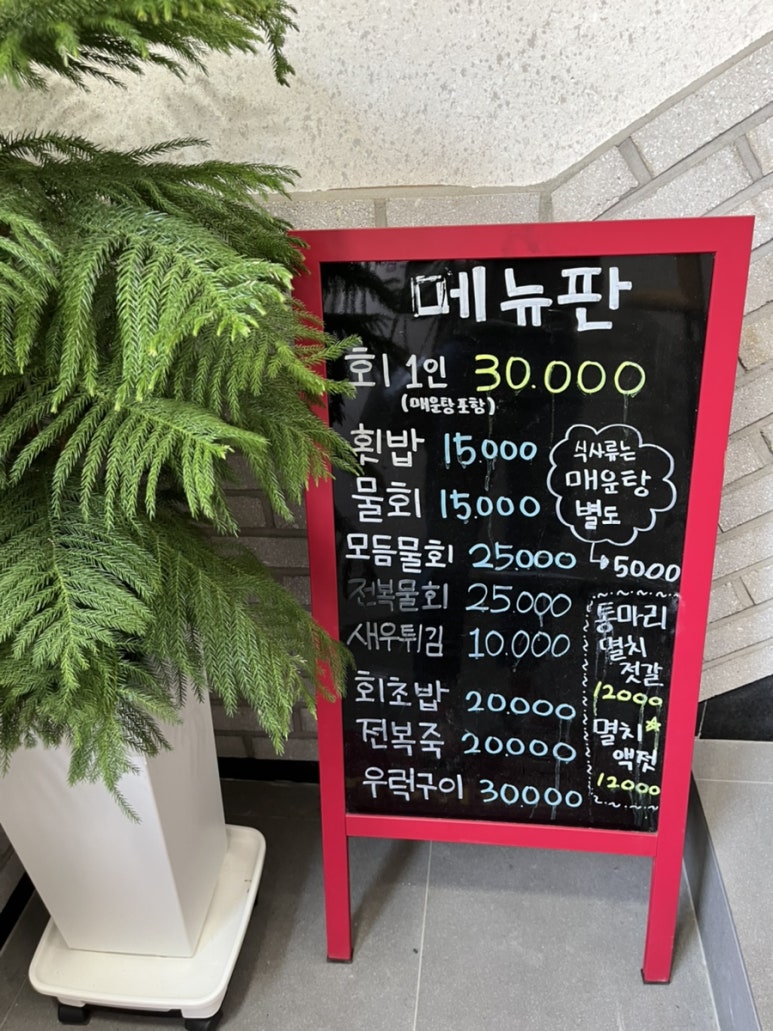 메뉴판
회 1인 30.000
(매운탕포함)
횟밥 15.000
물회 15.000
모듬물회 25000
전복물회 25.000
새우튀김 10.000
회초밥 20.000
전복죽 20.000
우럭구이 30000
식사류는
매운탕
별도
→5000
통마리
멸치
젓갈
12000
멸치☆
액젓
12000